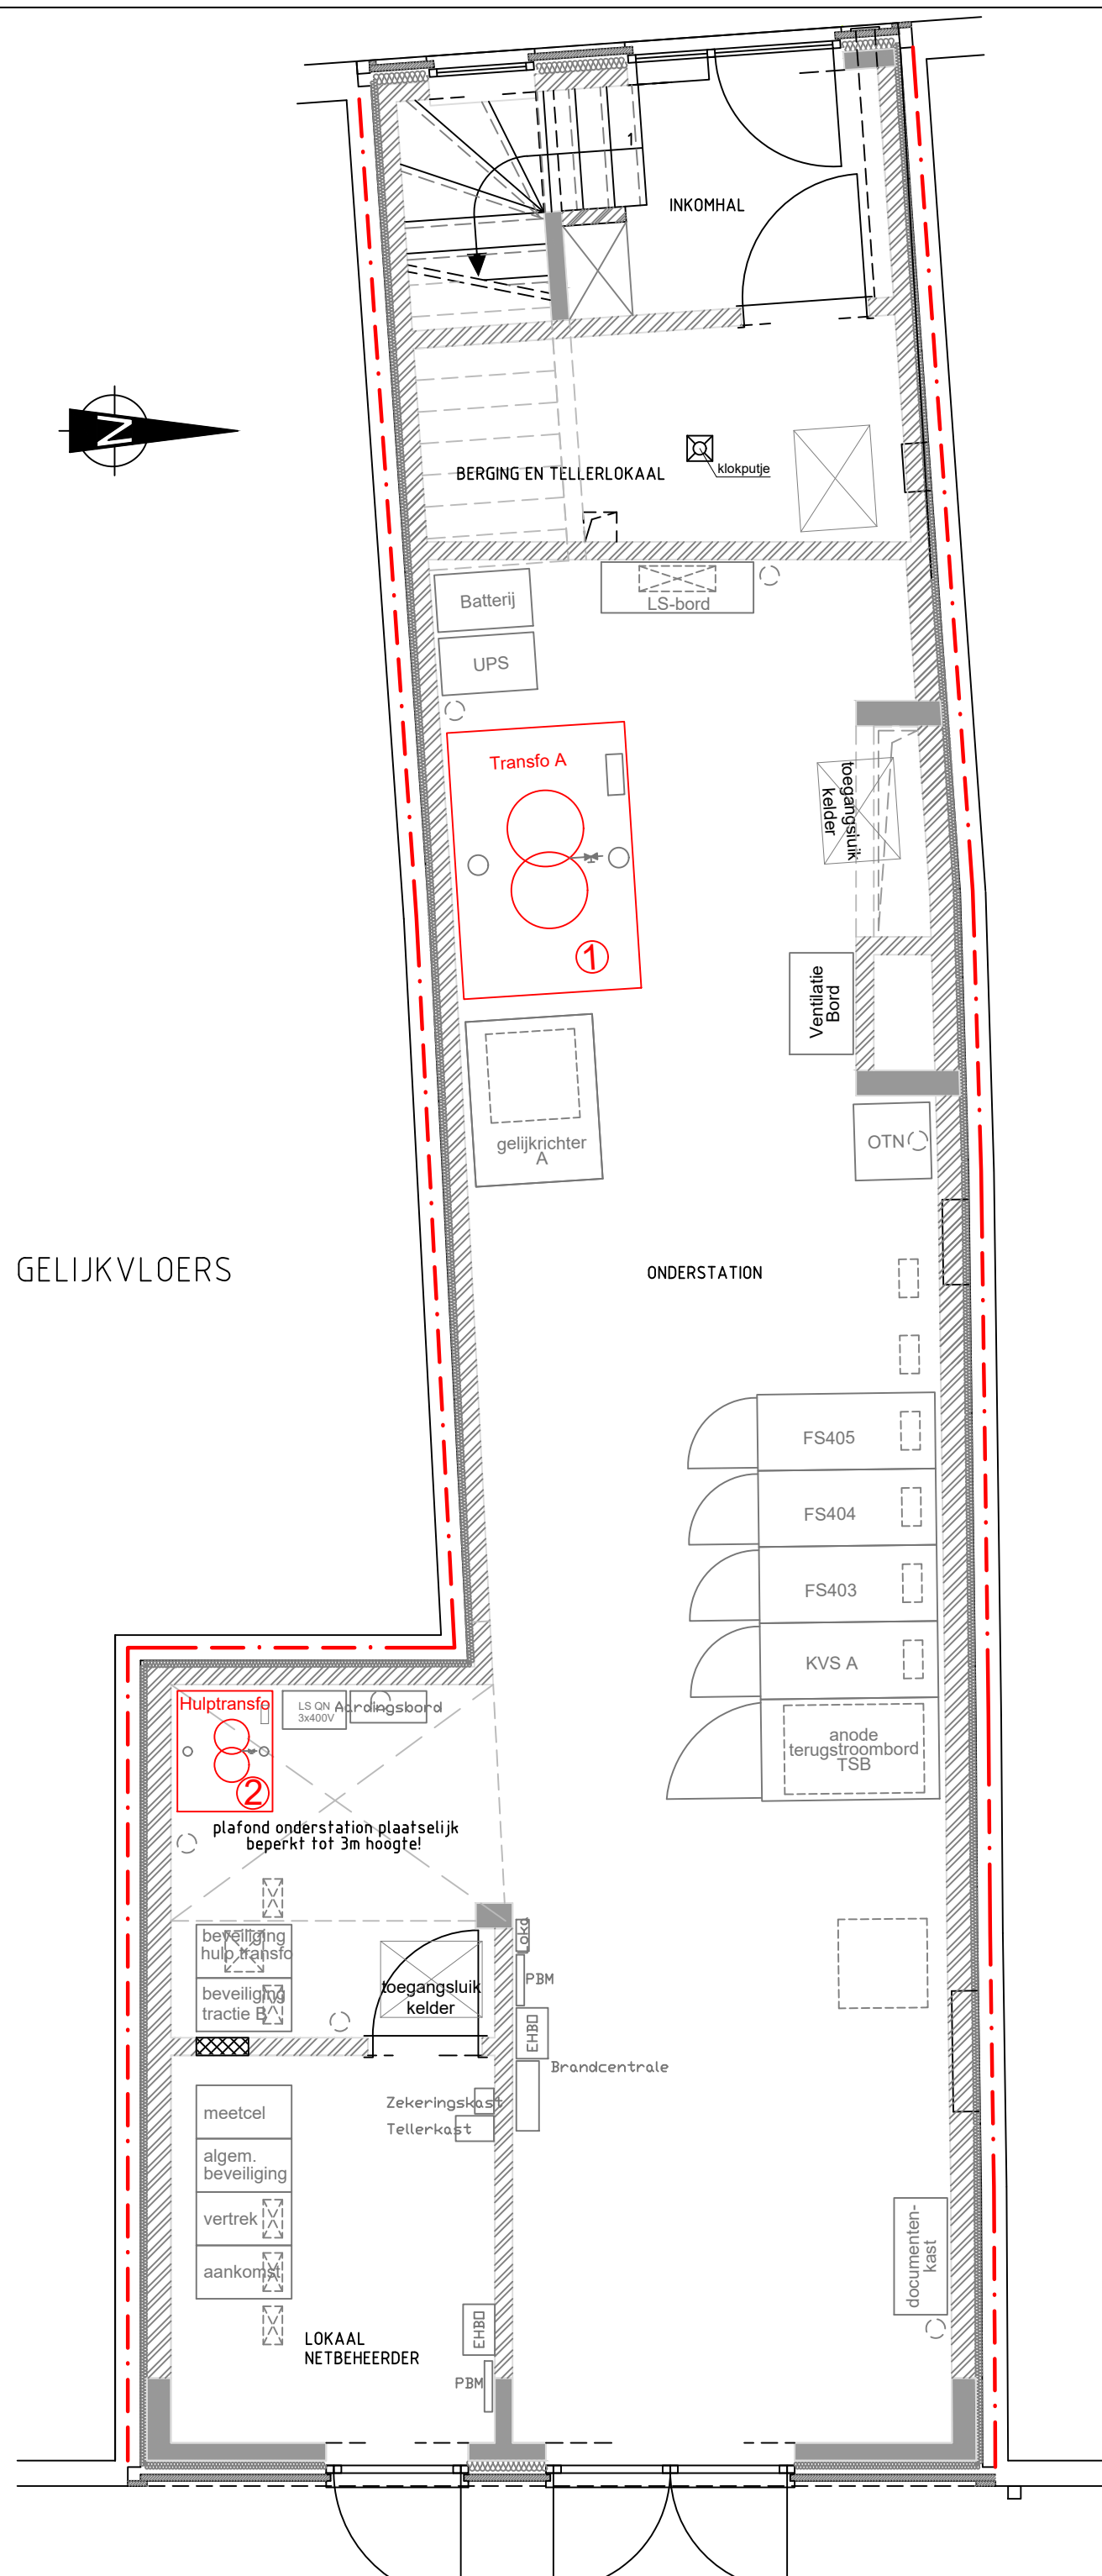 1
INKOMHAL
N
klokputje
BERGING EN TELLERLOKAAL
Batterij
LS-bord
UPS
Transfo A
toegangsluik
kelder
1
Ventilatie
Bord
gelijkrichter
A
OTN
GELIJKVLOERS
ONDERSTATION
FS405
FS404
FS403
KVS A
Hulptransfo
LS QN
3x400V
Aardingsbord
anode
terugstroombord
TSB
2
plafond onderstation plaatselijk
beperkt tot 3m hoogte!
Lokd
beveiliging
hulp transfo
PBM
toegangsluik
kelder
beveiliging
tractie B
EHBO
Brandcentrale
Zekeringskast
Tellerkast
meetcel
algem.
beveiliging
vertrek
aankomst
documenten-
kast
EHBO
LOKAAL
NETBEHEERDER
PBM